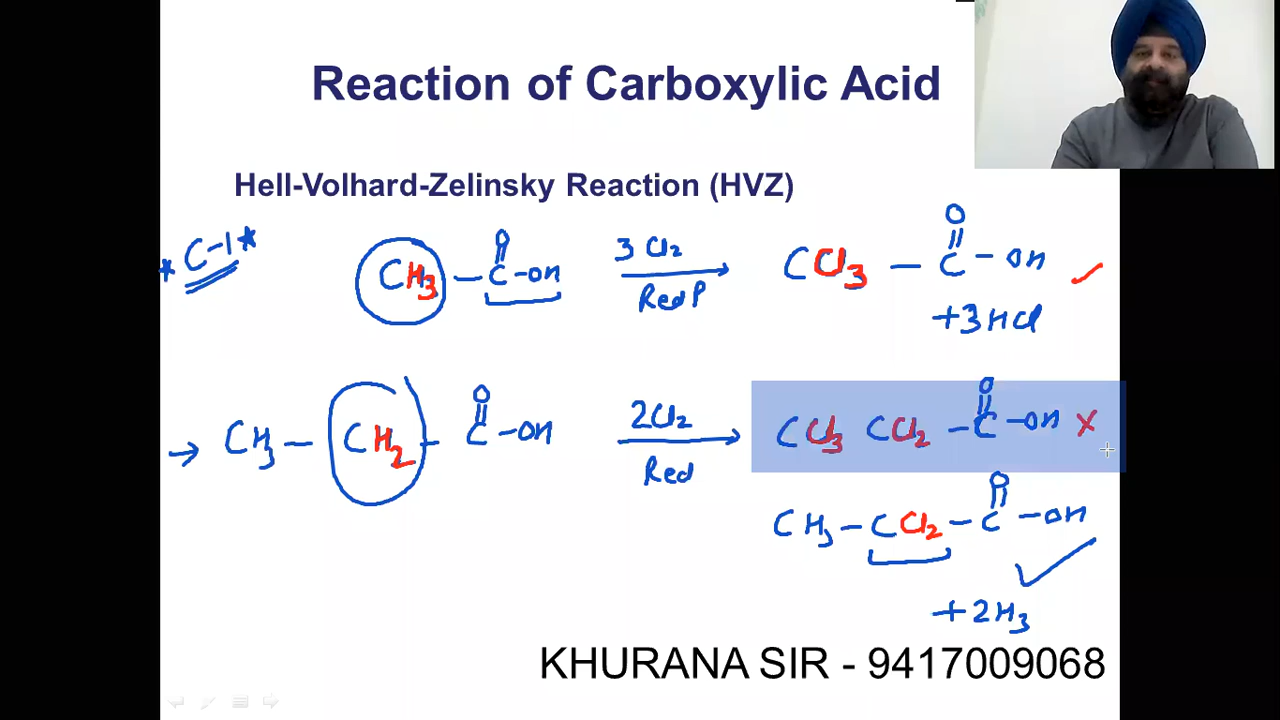 Reaction of Carboxylic Acid
Hell-Volhard-Zelinsky Reaction (HVZ)
*C-1*
CH3 - C(=O) - OH  3Cl2 / Red P →  CCl3 - C(=O) - OH ✓
+3HCl
→ CH3 - CH2 - C(=O) - OH  2Cl2 / Red →  CCl3 CCl2 - C(=O) - OH ×
CH3 - CCl2 - C(=O) - OH ✓
+2H3
KHURANA SIR - 9417009068